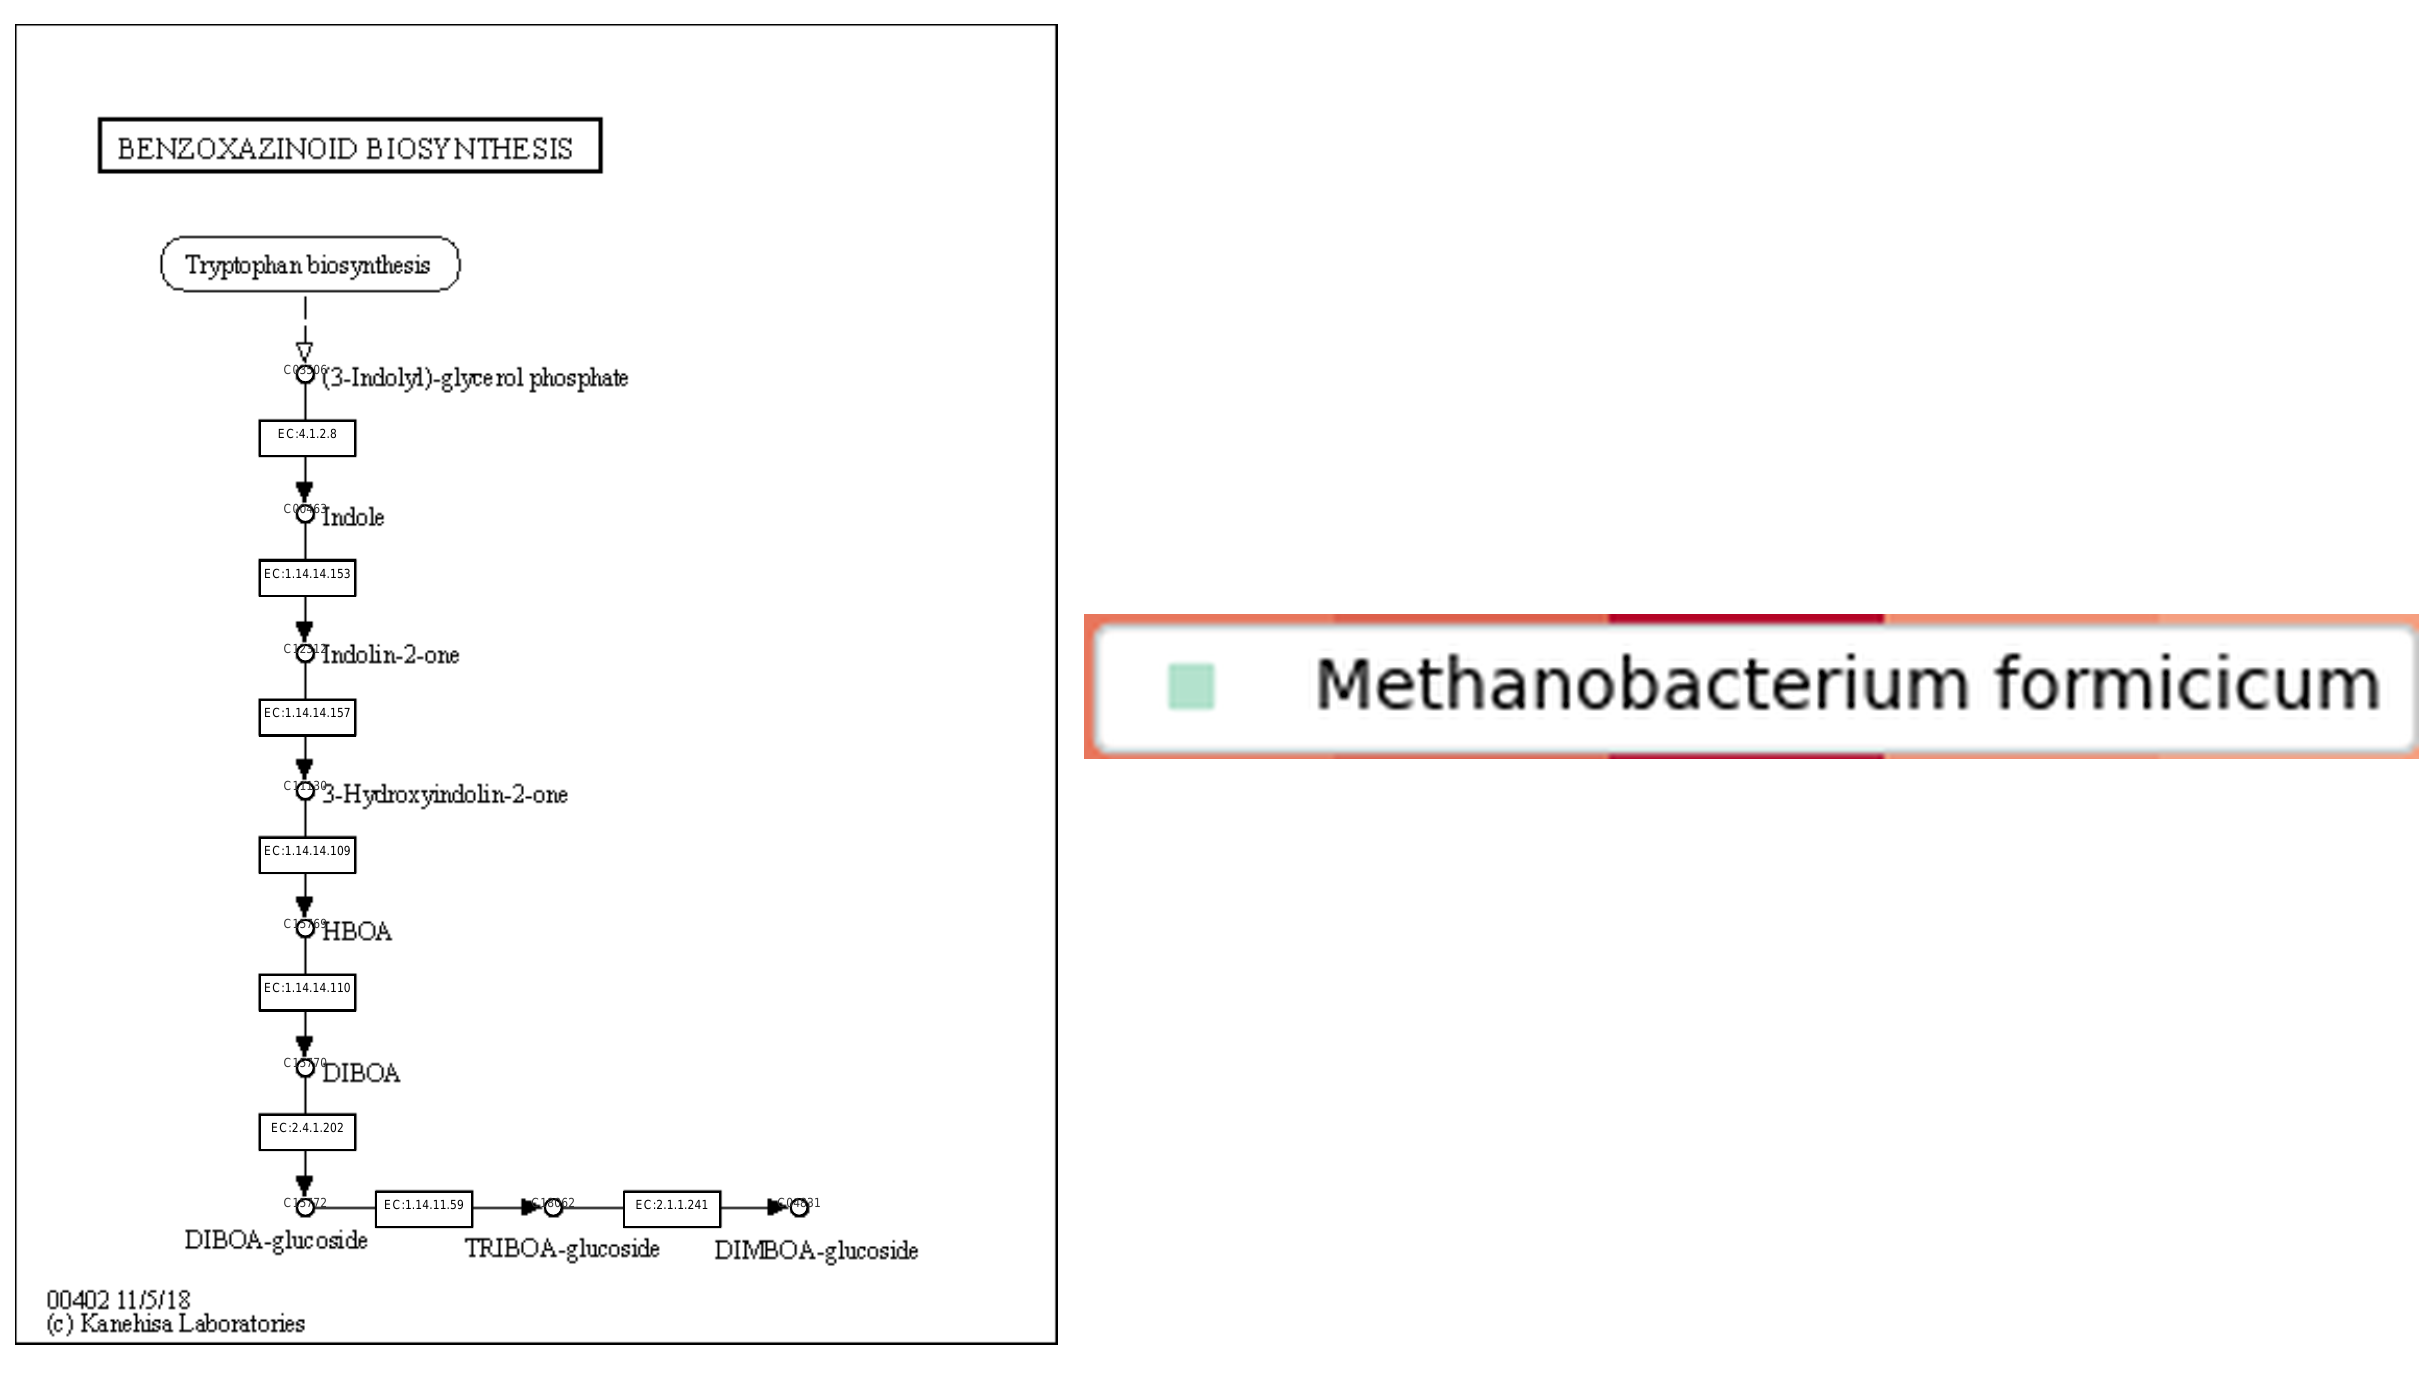 BENZOXAZINOID BIOSYNTHESIS
Tryptophan biosynthesis
C03506 (3-Indolyl)-glycerol phosphate
EC:4.1.2.8
C00463 Indole
EC:1.14.14.153
C12312 Indolin-2-one
EC:1.14.14.157
3-Hydroxyindolin-2-one
EC:1.14.14.109
C15769 HBOA
EC:1.14.14.110
C15770 DIBOA
EC:2.4.1.202
C15772 EC:1.14.11.59 C18062 EC:2.1.1.241 C04831
DIBOA-glucoside TRIBOA-glucoside DIMBOA-glucoside
00402 11/5/18
(c) Kanehisa Laboratories
Methanobacterium formicicum